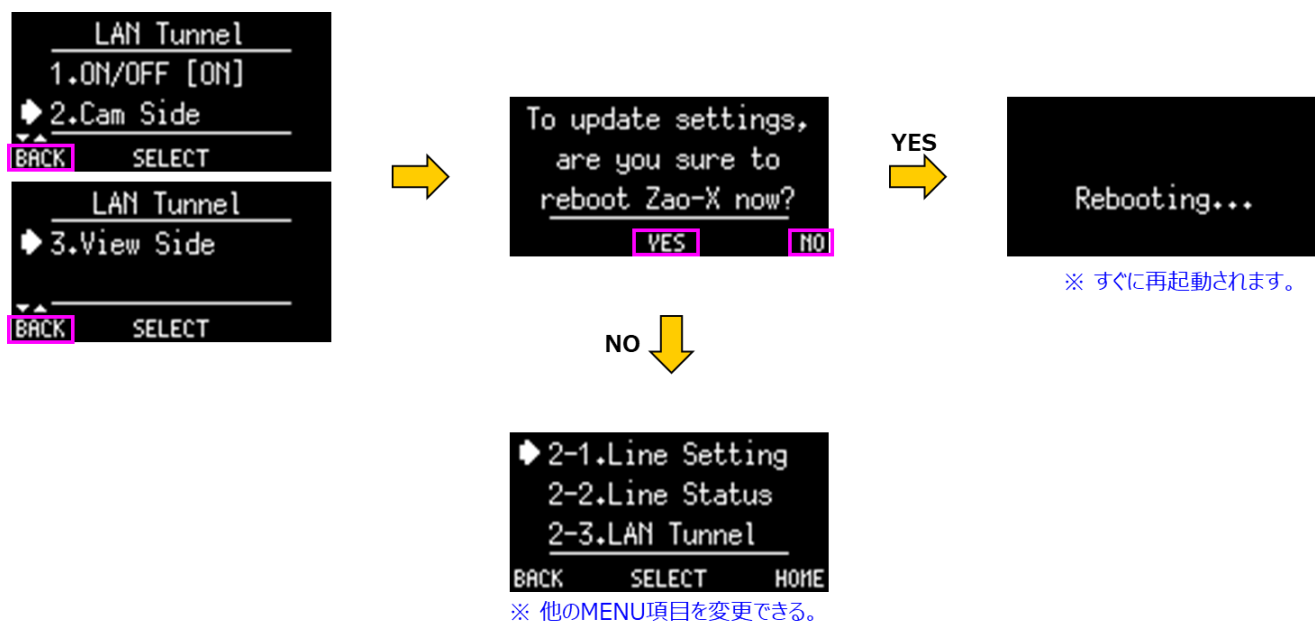 LAN Tunnel
1.ON/OFF [ON]
2.Cam Side
BACK SELECT
LAN Tunnel
3.View Side
BACK SELECT
To update settings,
are you sure to
reboot Zao-X now?
YES NO
YES
Rebooting...
※ すぐに再起動されます。
NO
2-1.Line Setting
2-2.Line Status
2-3.LAN Tunnel
BACK SELECT HOME
※ 他のMENU項目を変更できる。